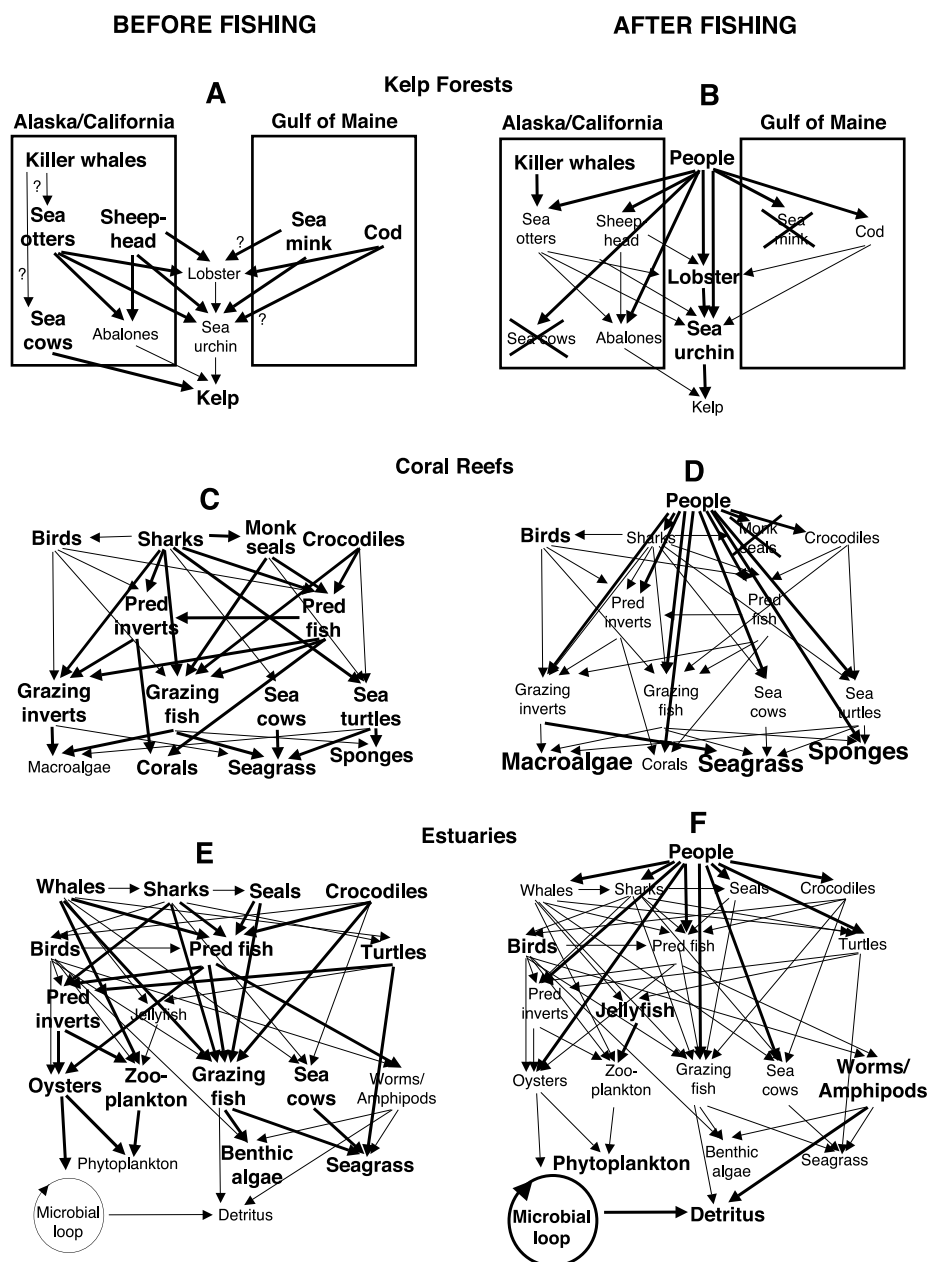 BEFORE FISHING
AFTER FISHING
Kelp Forests
A
Alaska/California
Gulf of Maine
Killer whales
?
Sea
otters
Sheep-
head
Sea
mink
Cod
?
Lobster
?
Sea
cows
Abalones
Sea
urchin
?
Kelp
B
Alaska/California
Gulf of Maine
Killer whales
People
Sea
otters
Sheep
head
Sea
mink
Cod
Lobster
Sea cows
Abalones
Sea
urchin
Kelp
Coral Reefs
C
Birds
Sharks
Monk
seals
Crocodiles
Pred
inverts
Pred
fish
Grazing
inverts
Grazing
fish
Sea
cows
Sea
turtles
Macroalgae
Corals
Seagrass
Sponges
D
People
Birds
Sharks
Monk
seals
Crocodiles
Pred
inverts
Pred
fish
Grazing
inverts
Grazing
fish
Sea
cows
Sea
turtles
Macroalgae
Corals
Seagrass
Sponges
Estuaries
E
Whales
Sharks
Seals
Crocodiles
Birds
Pred fish
Turtles
Pred
inverts
Jellyfish
Oysters
Zoo-
plankton
Grazing
fish
Sea
cows
Worms/
Amphipods
Phytoplankton
Benthic
algae
Seagrass
Microbial
loop
Detritus
F
People
Whales
Sharks
Seals
Crocodiles
Birds
Pred fish
Turtles
Pred
inverts
Jellyfish
Oysters
Zoo-
plankton
Grazing
fish
Sea
cows
Worms/
Amphipods
Phytoplankton
Benthic
algae
Seagrass
Microbial
loop
Detritus